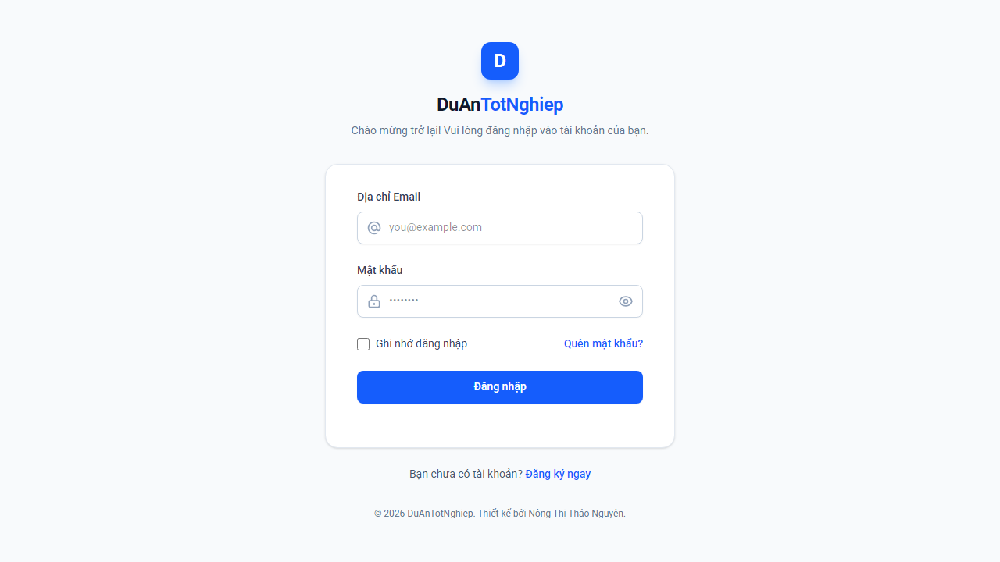 D
DuAnTotNghiep
Chào mừng trở lại! Vui lòng đăng nhập vào tài khoản của bạn.
Địa chỉ Email
you@example.com
Mật khẩu
••••••••
Ghi nhớ đăng nhập
Quên mật khẩu?
Đăng nhập
Bạn chưa có tài khoản? Đăng ký ngay
© 2026 DuAnTotNghiep. Thiết kế bởi Nông Thị Thảo Nguyên.